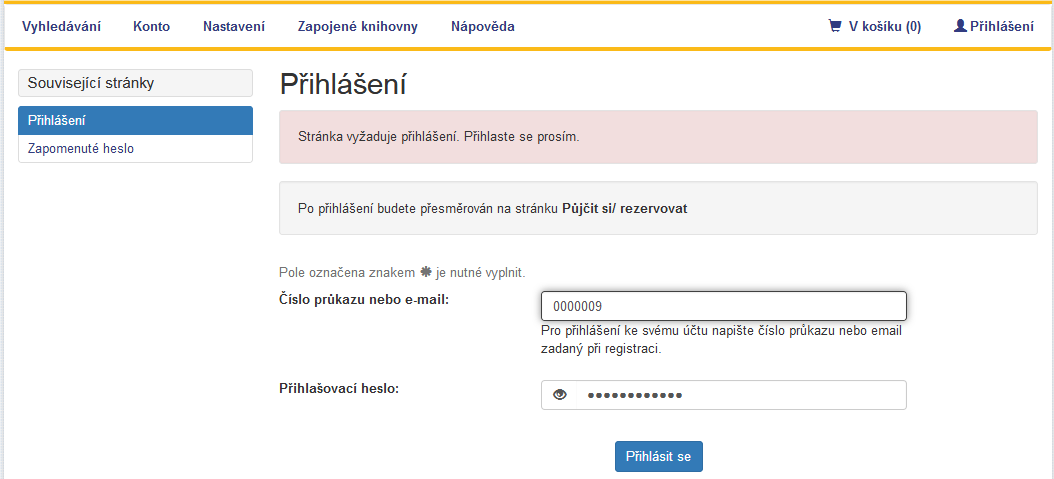 Vyhledávání Konto Nastavení Zapojené knihovny Nápověda V košíku (0) Přihlášení
Související stránky
Přihlášení
Zapomenuté heslo
Přihlášení
Stránka vyžaduje přihlášení. Přihlaste se prosím.
Po přihlášení budete přesměrován na stránku Půjčit si/ rezervovat
Pole označena znakem ✱ je nutné vyplnit.
Číslo průkazu nebo e-mail:
0000009
Pro přihlášení ke svému účtu napište číslo průkazu nebo email
zadaný při registraci.
Přihlašovací heslo:
••••••••••••
Přihlásit se